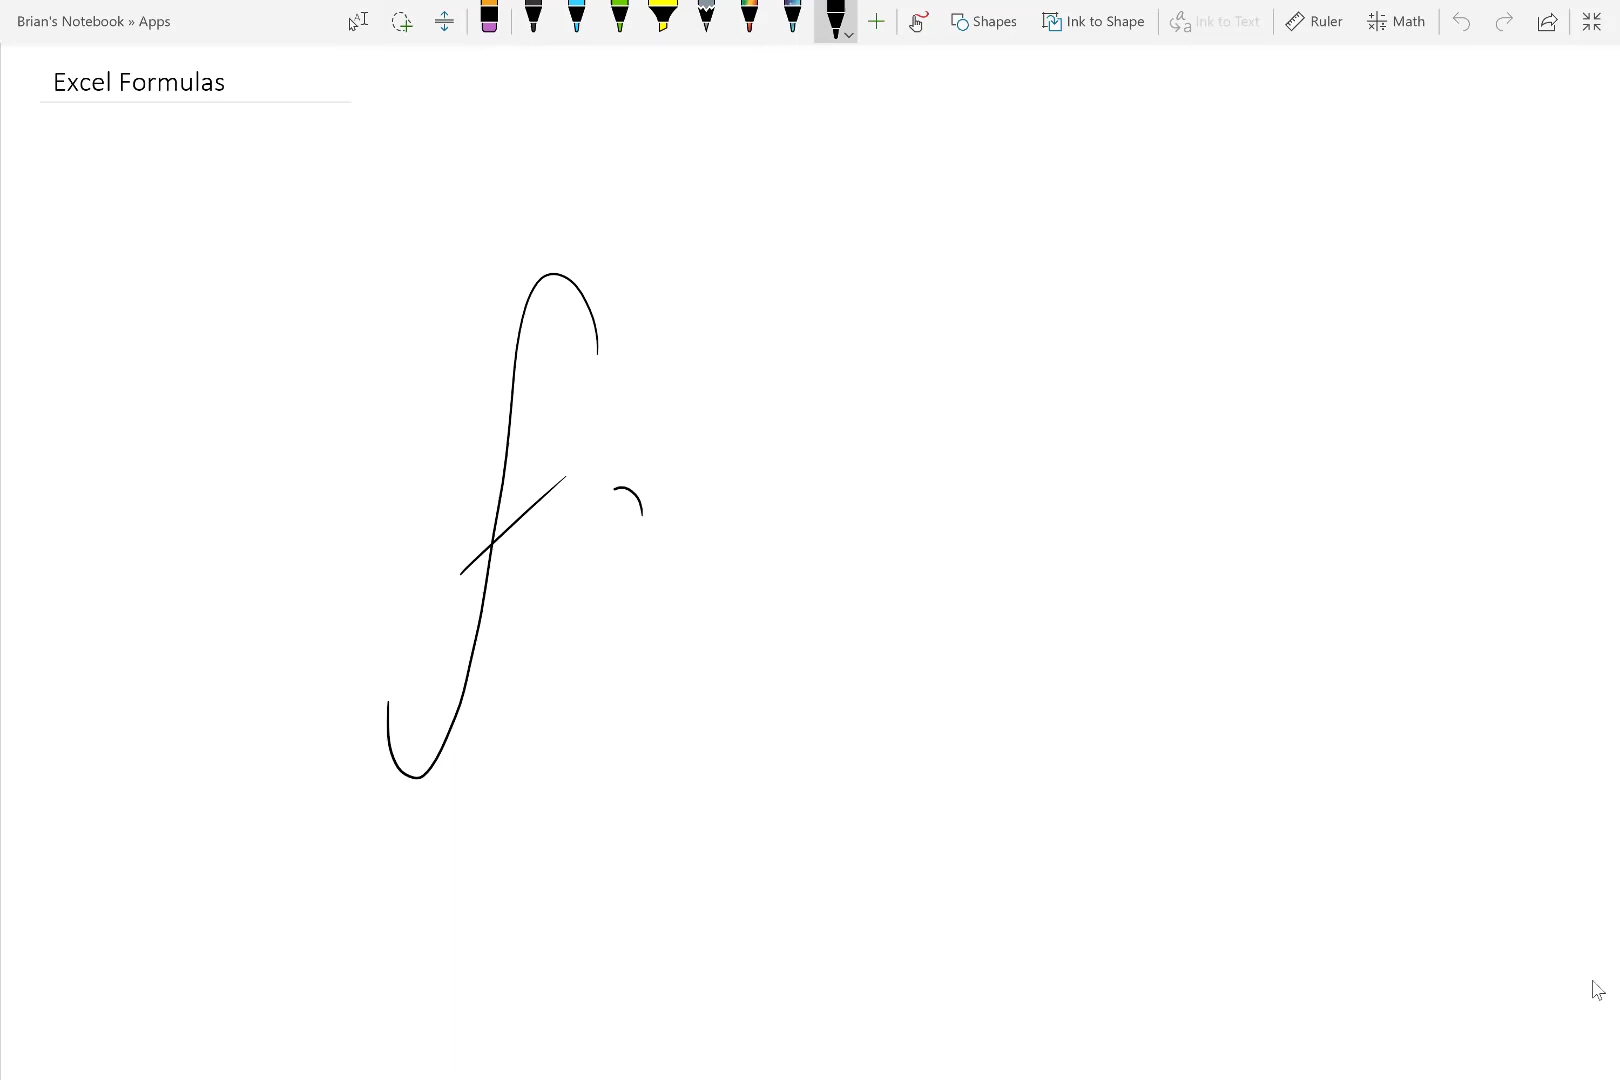 Brian's Notebook » Apps
Shapes
Ink to Shape
Ink to Text
Ruler
Math
Excel Formulas
f